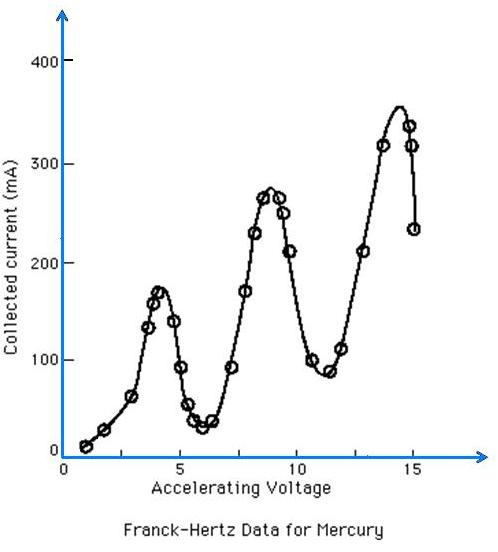 400
300
200
100
0
Collected current (mA)
0 5 10 15
Accelerating Voltage
Franck-Hertz Data for Mercury